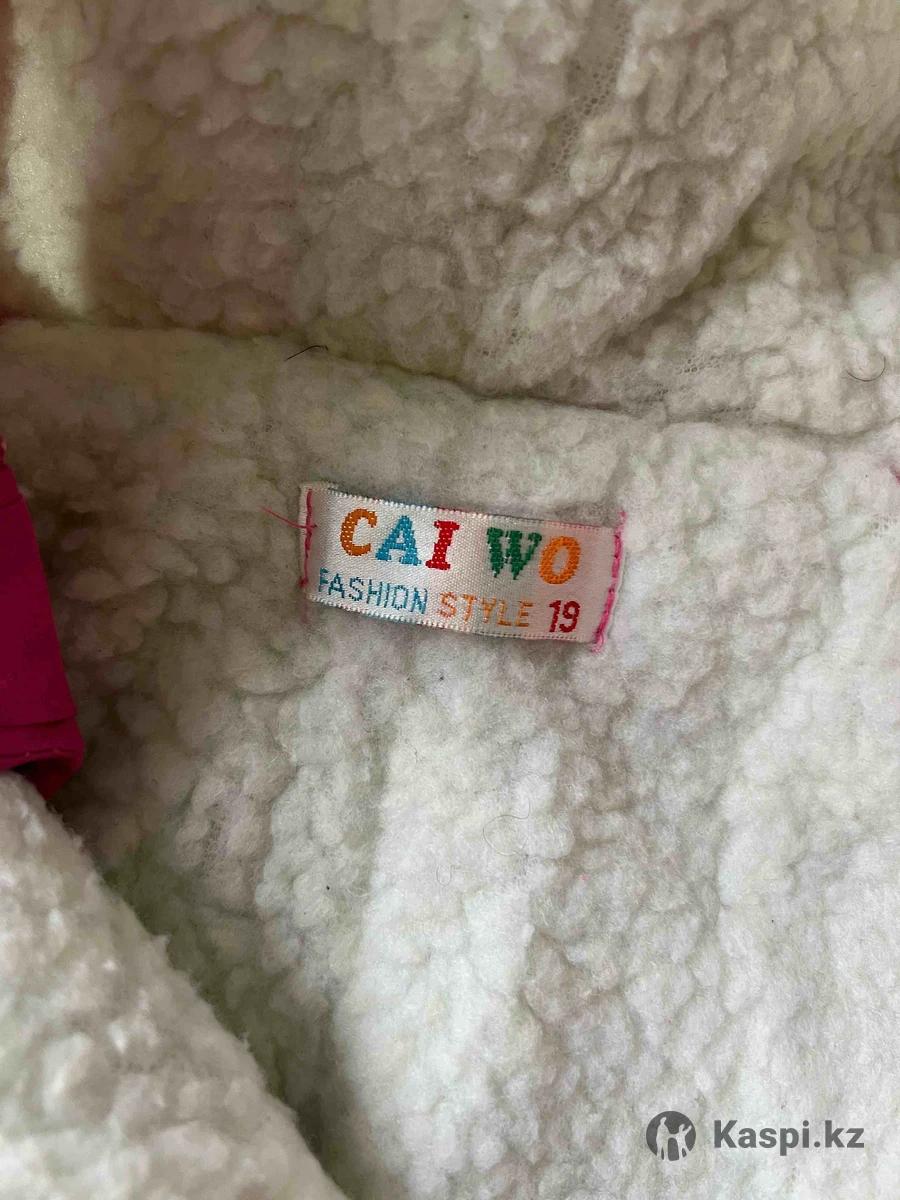 CAI WO
FASHION STYLE 19
Kaspi.kz